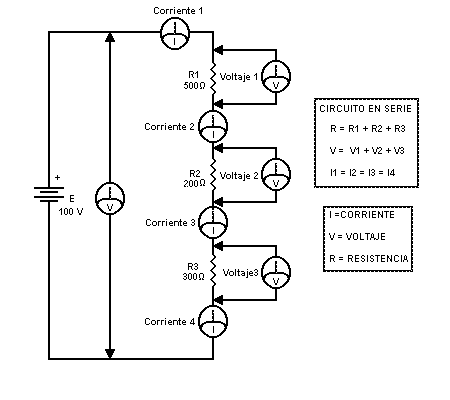 Corriente 1
I
R1
500Ω
Voltaje 1
V
Corriente 2
I
R2
200Ω
Voltaje 2
V
+
E
100 V
V
Corriente 3
I
R3
300Ω
Voltaje3
V
Corriente 4
I
CIRCUITO EN SERIE
R = R1 + R2 + R3
V = V1 + V2 + V3
I1 = I2 = I3 = I4
I =CORRIENTE
V = VOLTAJE
R = RESISTENCIA